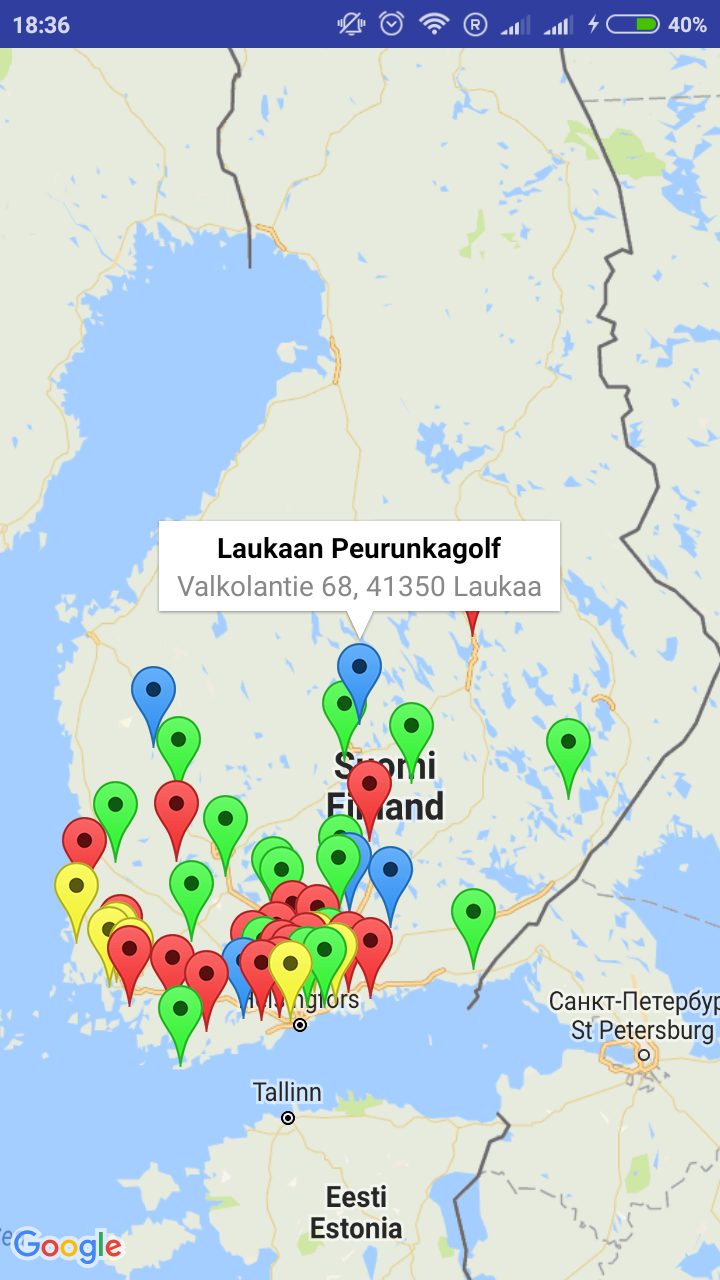 18:36
R
40%
Laukaan Peurunkagolf
Valkolantie 68, 41350 Laukaa
Suomi
Finland
Helsingfors
Санкт-Петербур
St Petersburg
Tallinn
Eesti
Estonia
Google